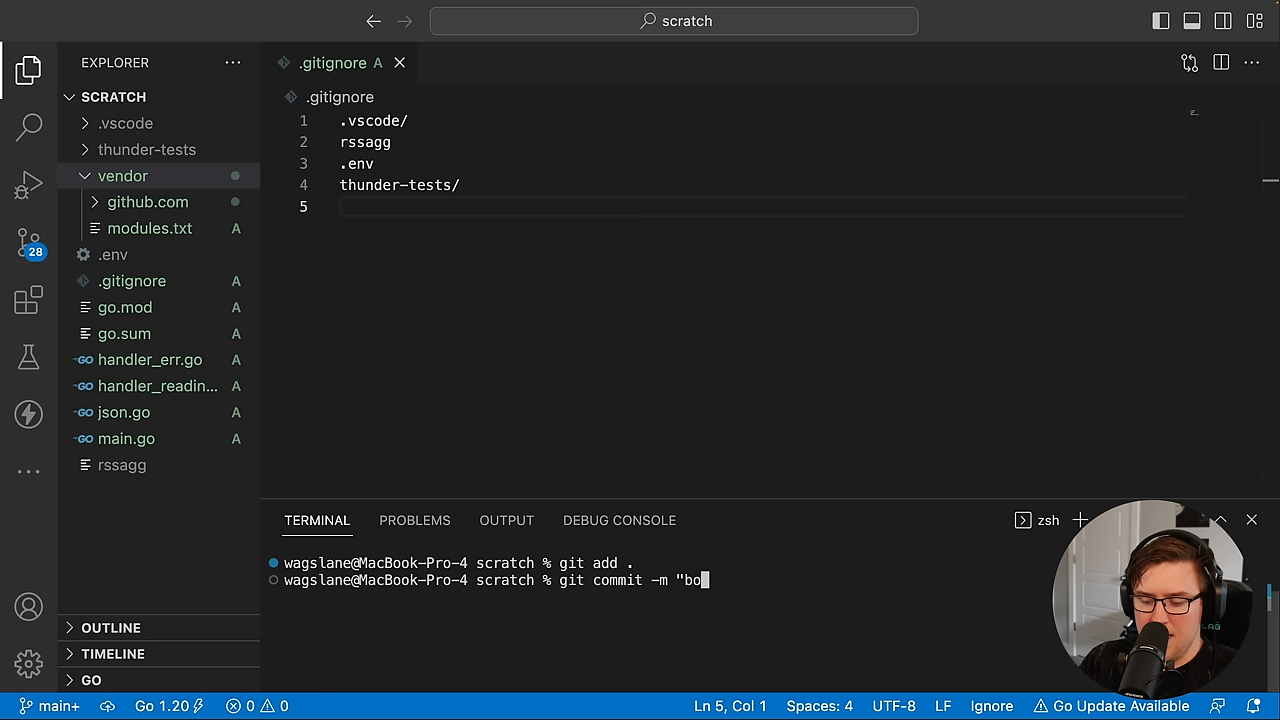 scratch
EXPLORER
SCRATCH
.vscode
thunder-tests
vendor
github.com
modules.txt A
.env
.gitignore A
go.mod A
go.sum A
handler_err.go A
handler_readin... A
json.go A
main.go A
rssagg
OUTLINE
TIMELINE
GO
28
.gitignore A
.gitignore
1 .vscode/
2 rssagg
3 .env
4 thunder-tests/
5
TERMINAL PROBLEMS OUTPUT DEBUG CONSOLE
zsh
wagslane@MacBook-Pro-4 scratch % git add .
wagslane@MacBook-Pro-4 scratch % git commit -m "bo
main+ Go 1.20 0 0 Ln 5, Col 1 Spaces: 4 UTF-8 LF Ignore Go Update Available